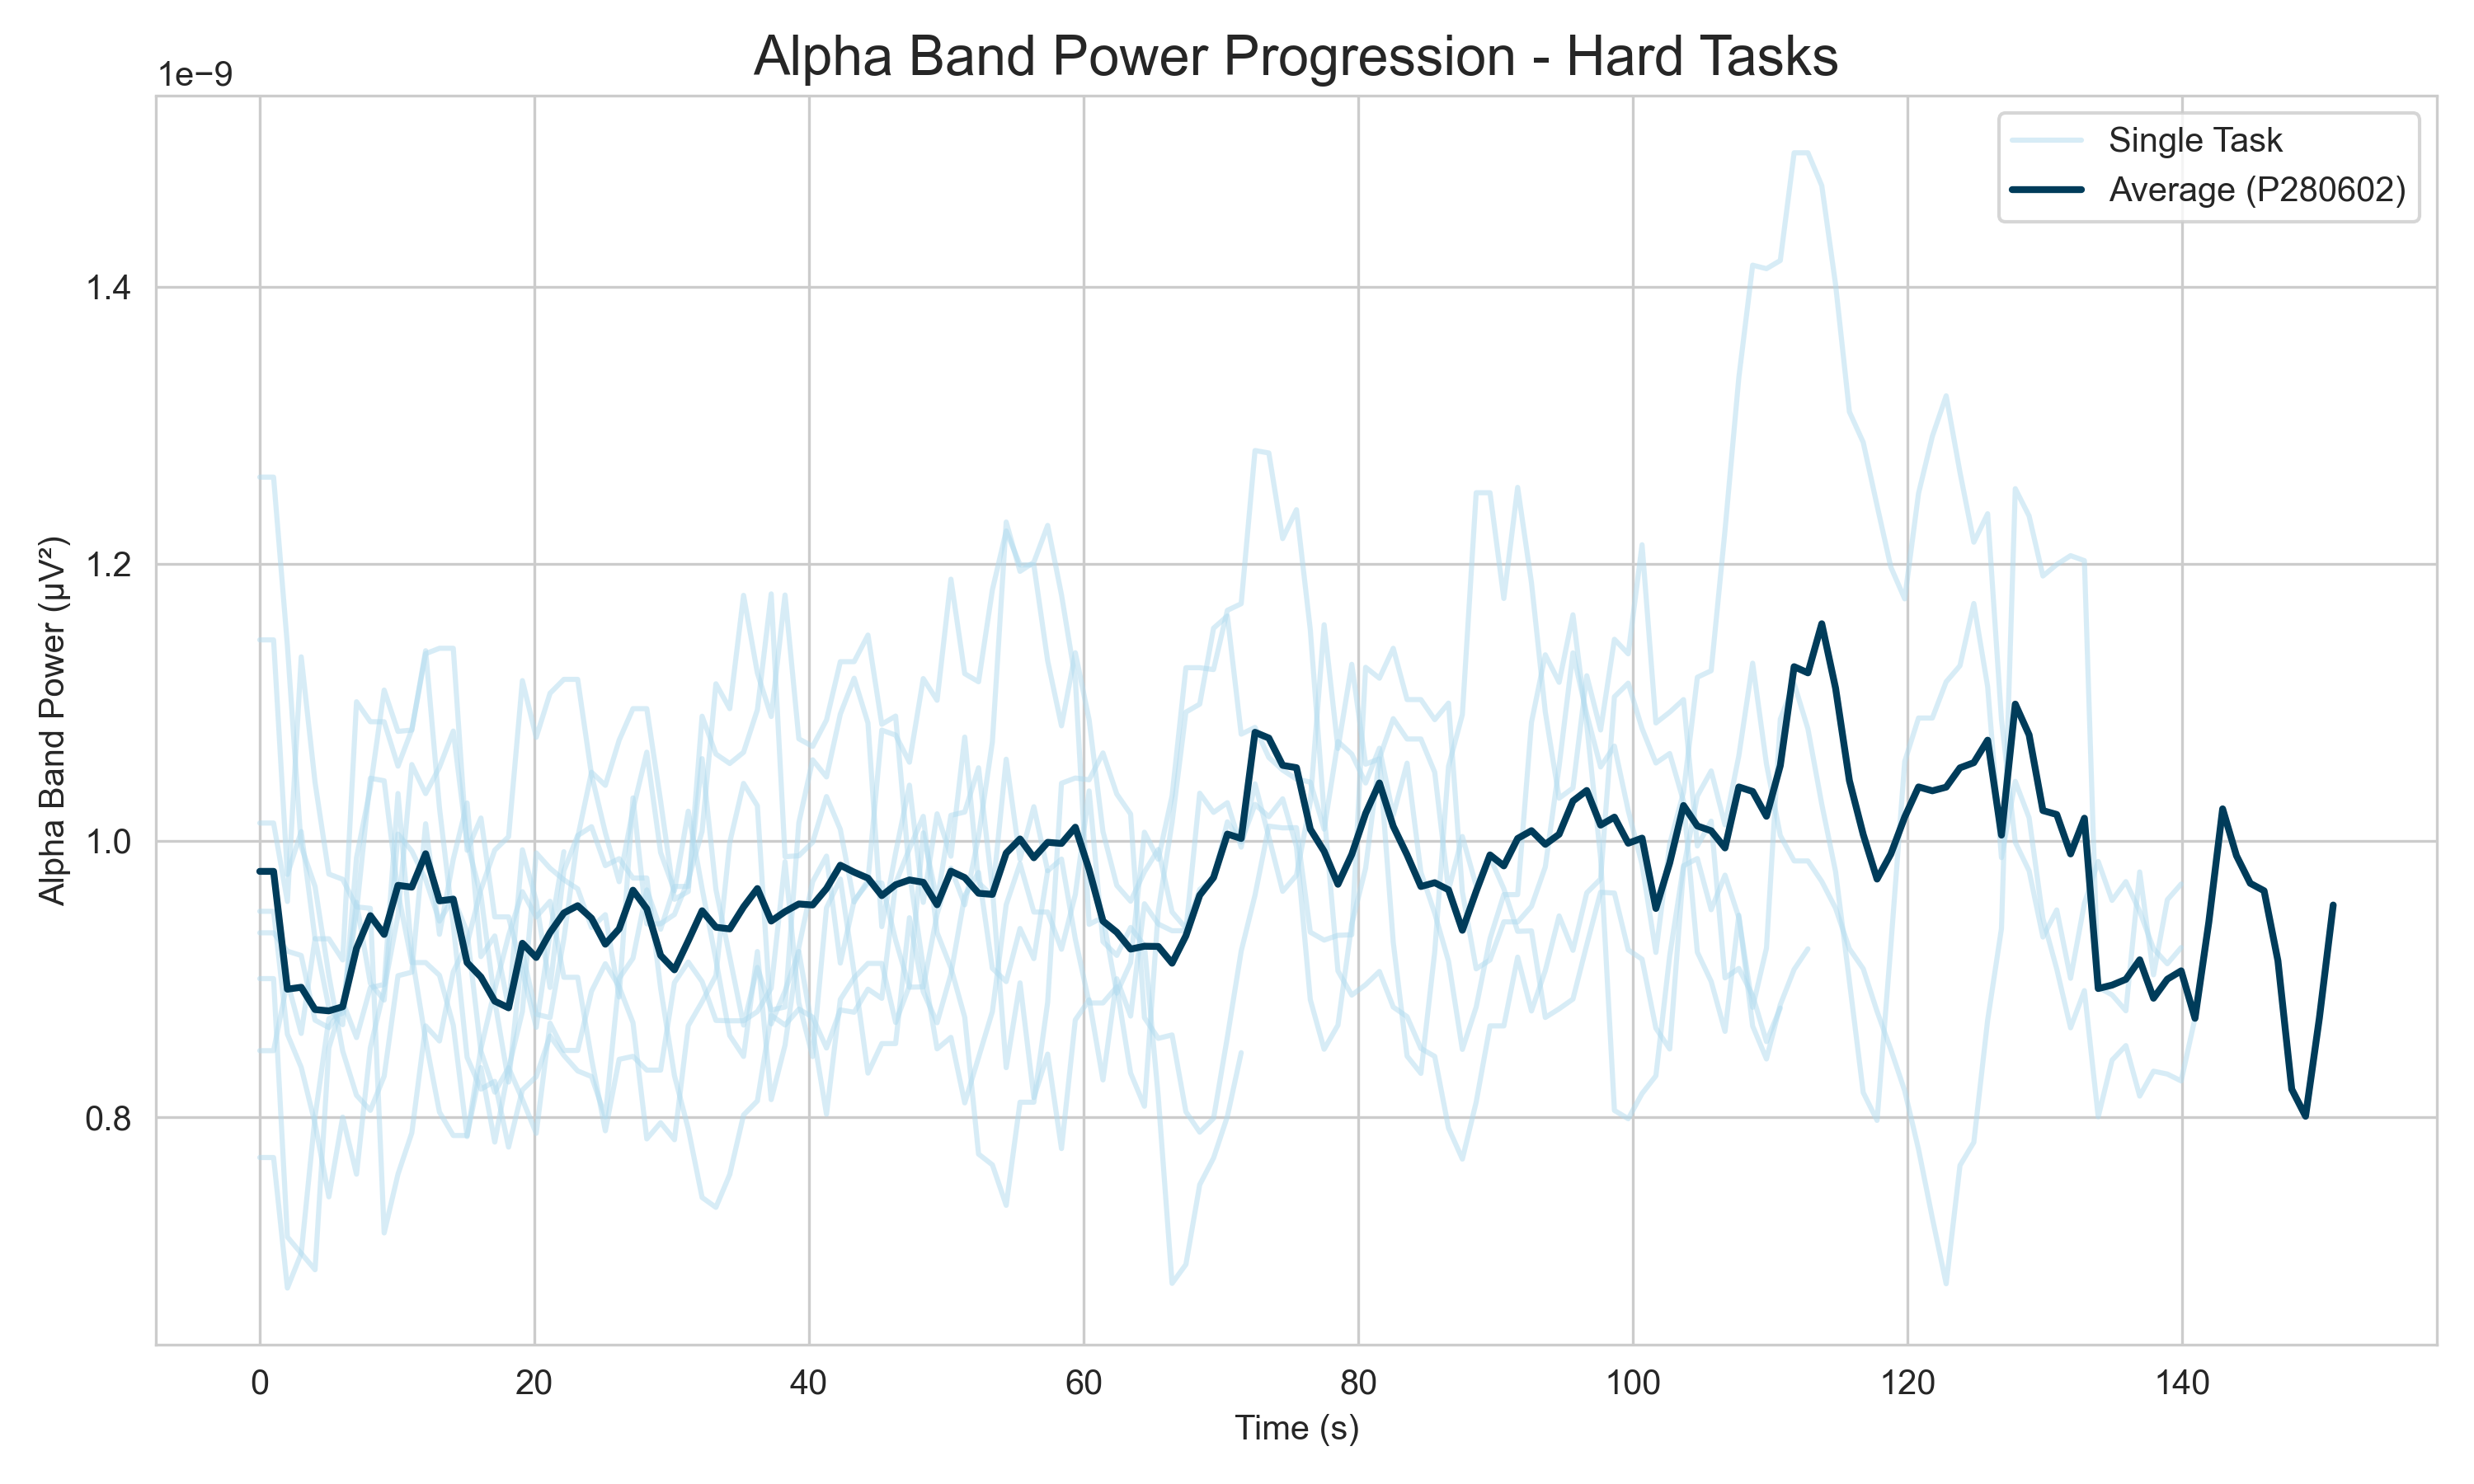 Alpha Band Power Progression - Hard Tasks
1e−9
Single Task
Average (P280602)
1.4
1.2
1.0
0.8
Alpha Band Power (µV²)
0 20 40 60 80 100 120 140
Time (s)